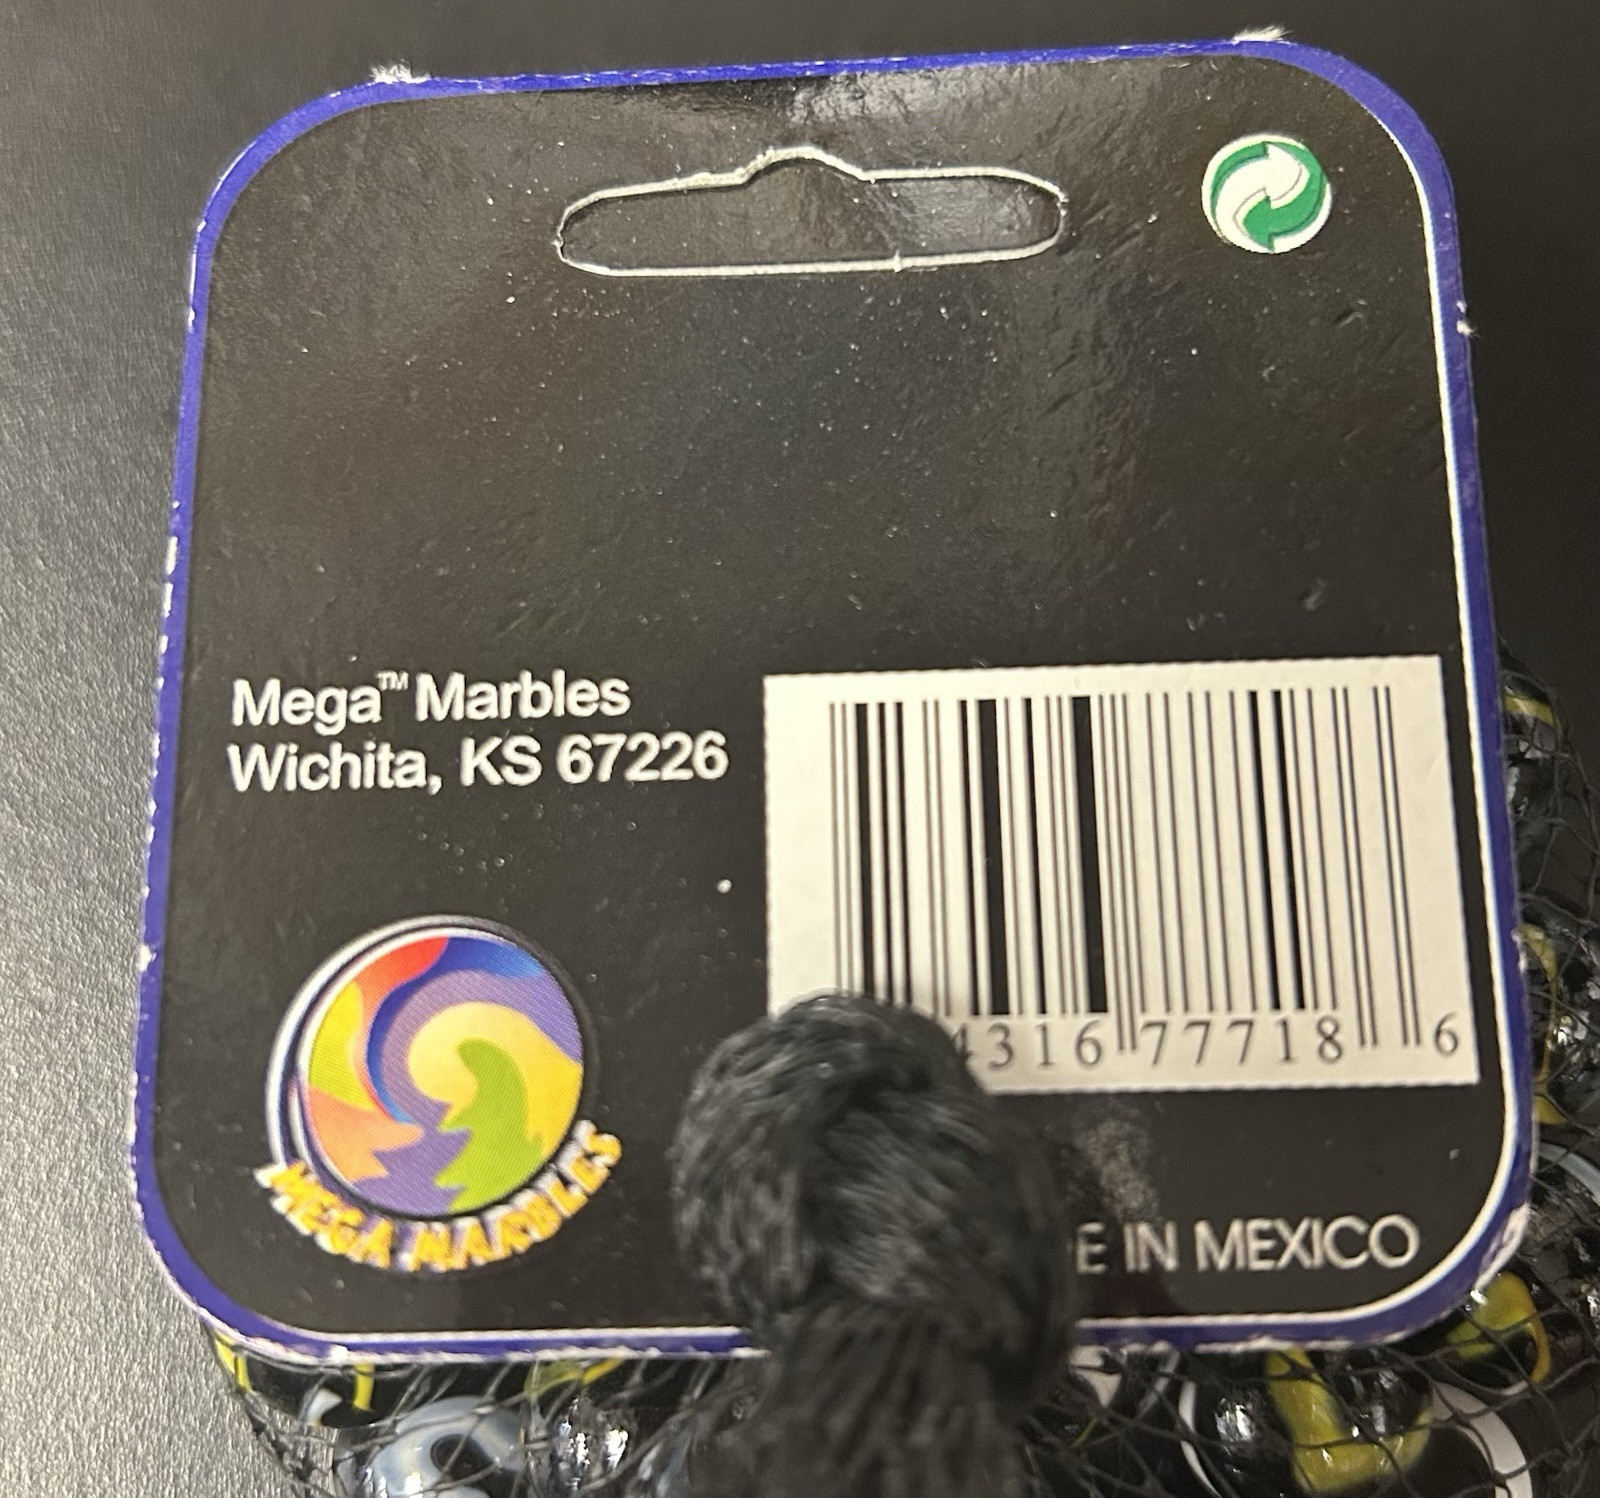 Mega™ Marbles
Wichita, KS 67226
4316 77718 6
MEGA MARBLES
E IN MEXICO